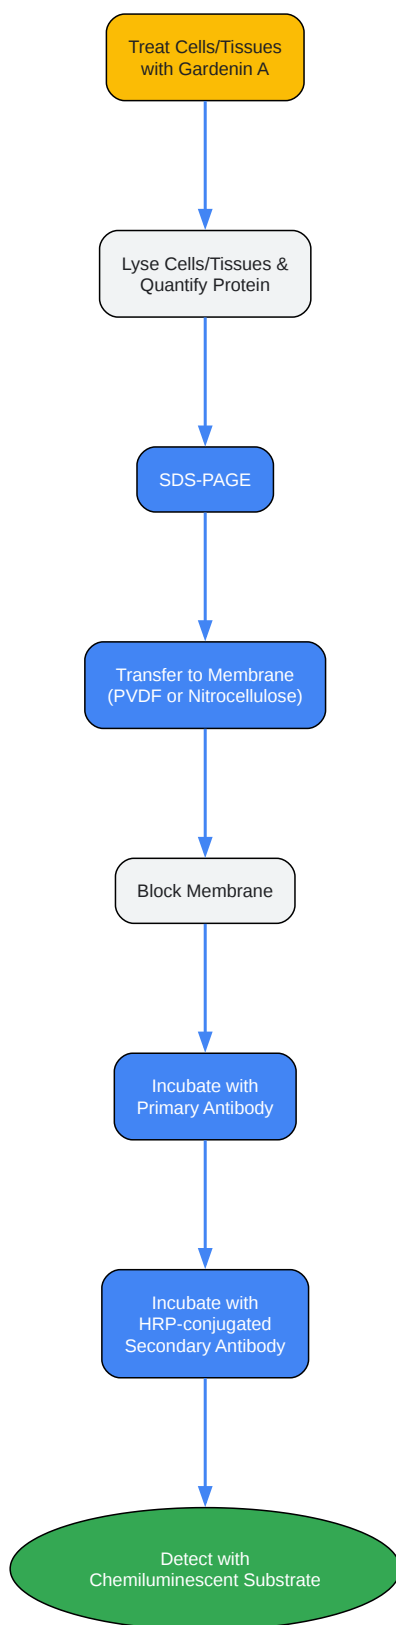 Treat Cells/Tissues
with Gardenin A
Lyse Cells/Tissues &
Quantify Protein
SDS-PAGE
Transfer to Membrane
(PVDF or Nitrocellulose)
Block Membrane
Incubate with
Primary Antibody
Incubate with
HRP-conjugated
Secondary Antibody
Detect with
Chemiluminescent Substrate